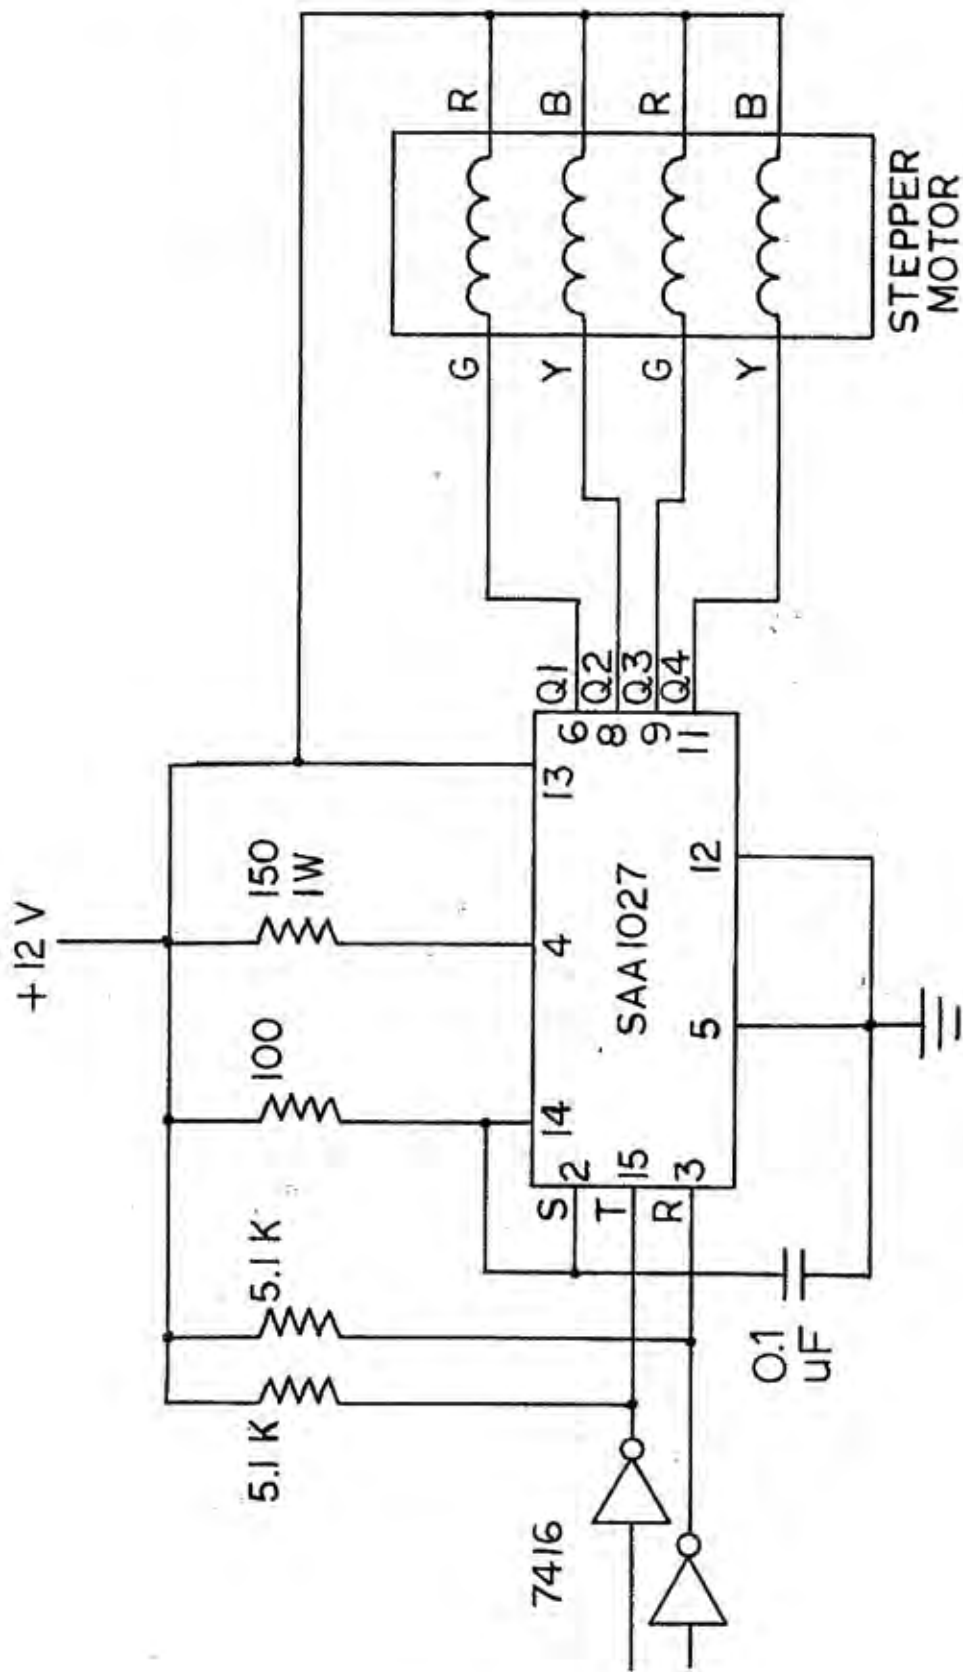 +12 V
5.1 K
5.1 K
100
150
1W
14
4
13
S
2
T
15
R
3
SAA1027
5
12
6
Q1
8
Q2
9
Q3
11
Q4
0.1
uF
7416
G
R
Y
B
G
R
Y
B
STEPPER
MOTOR